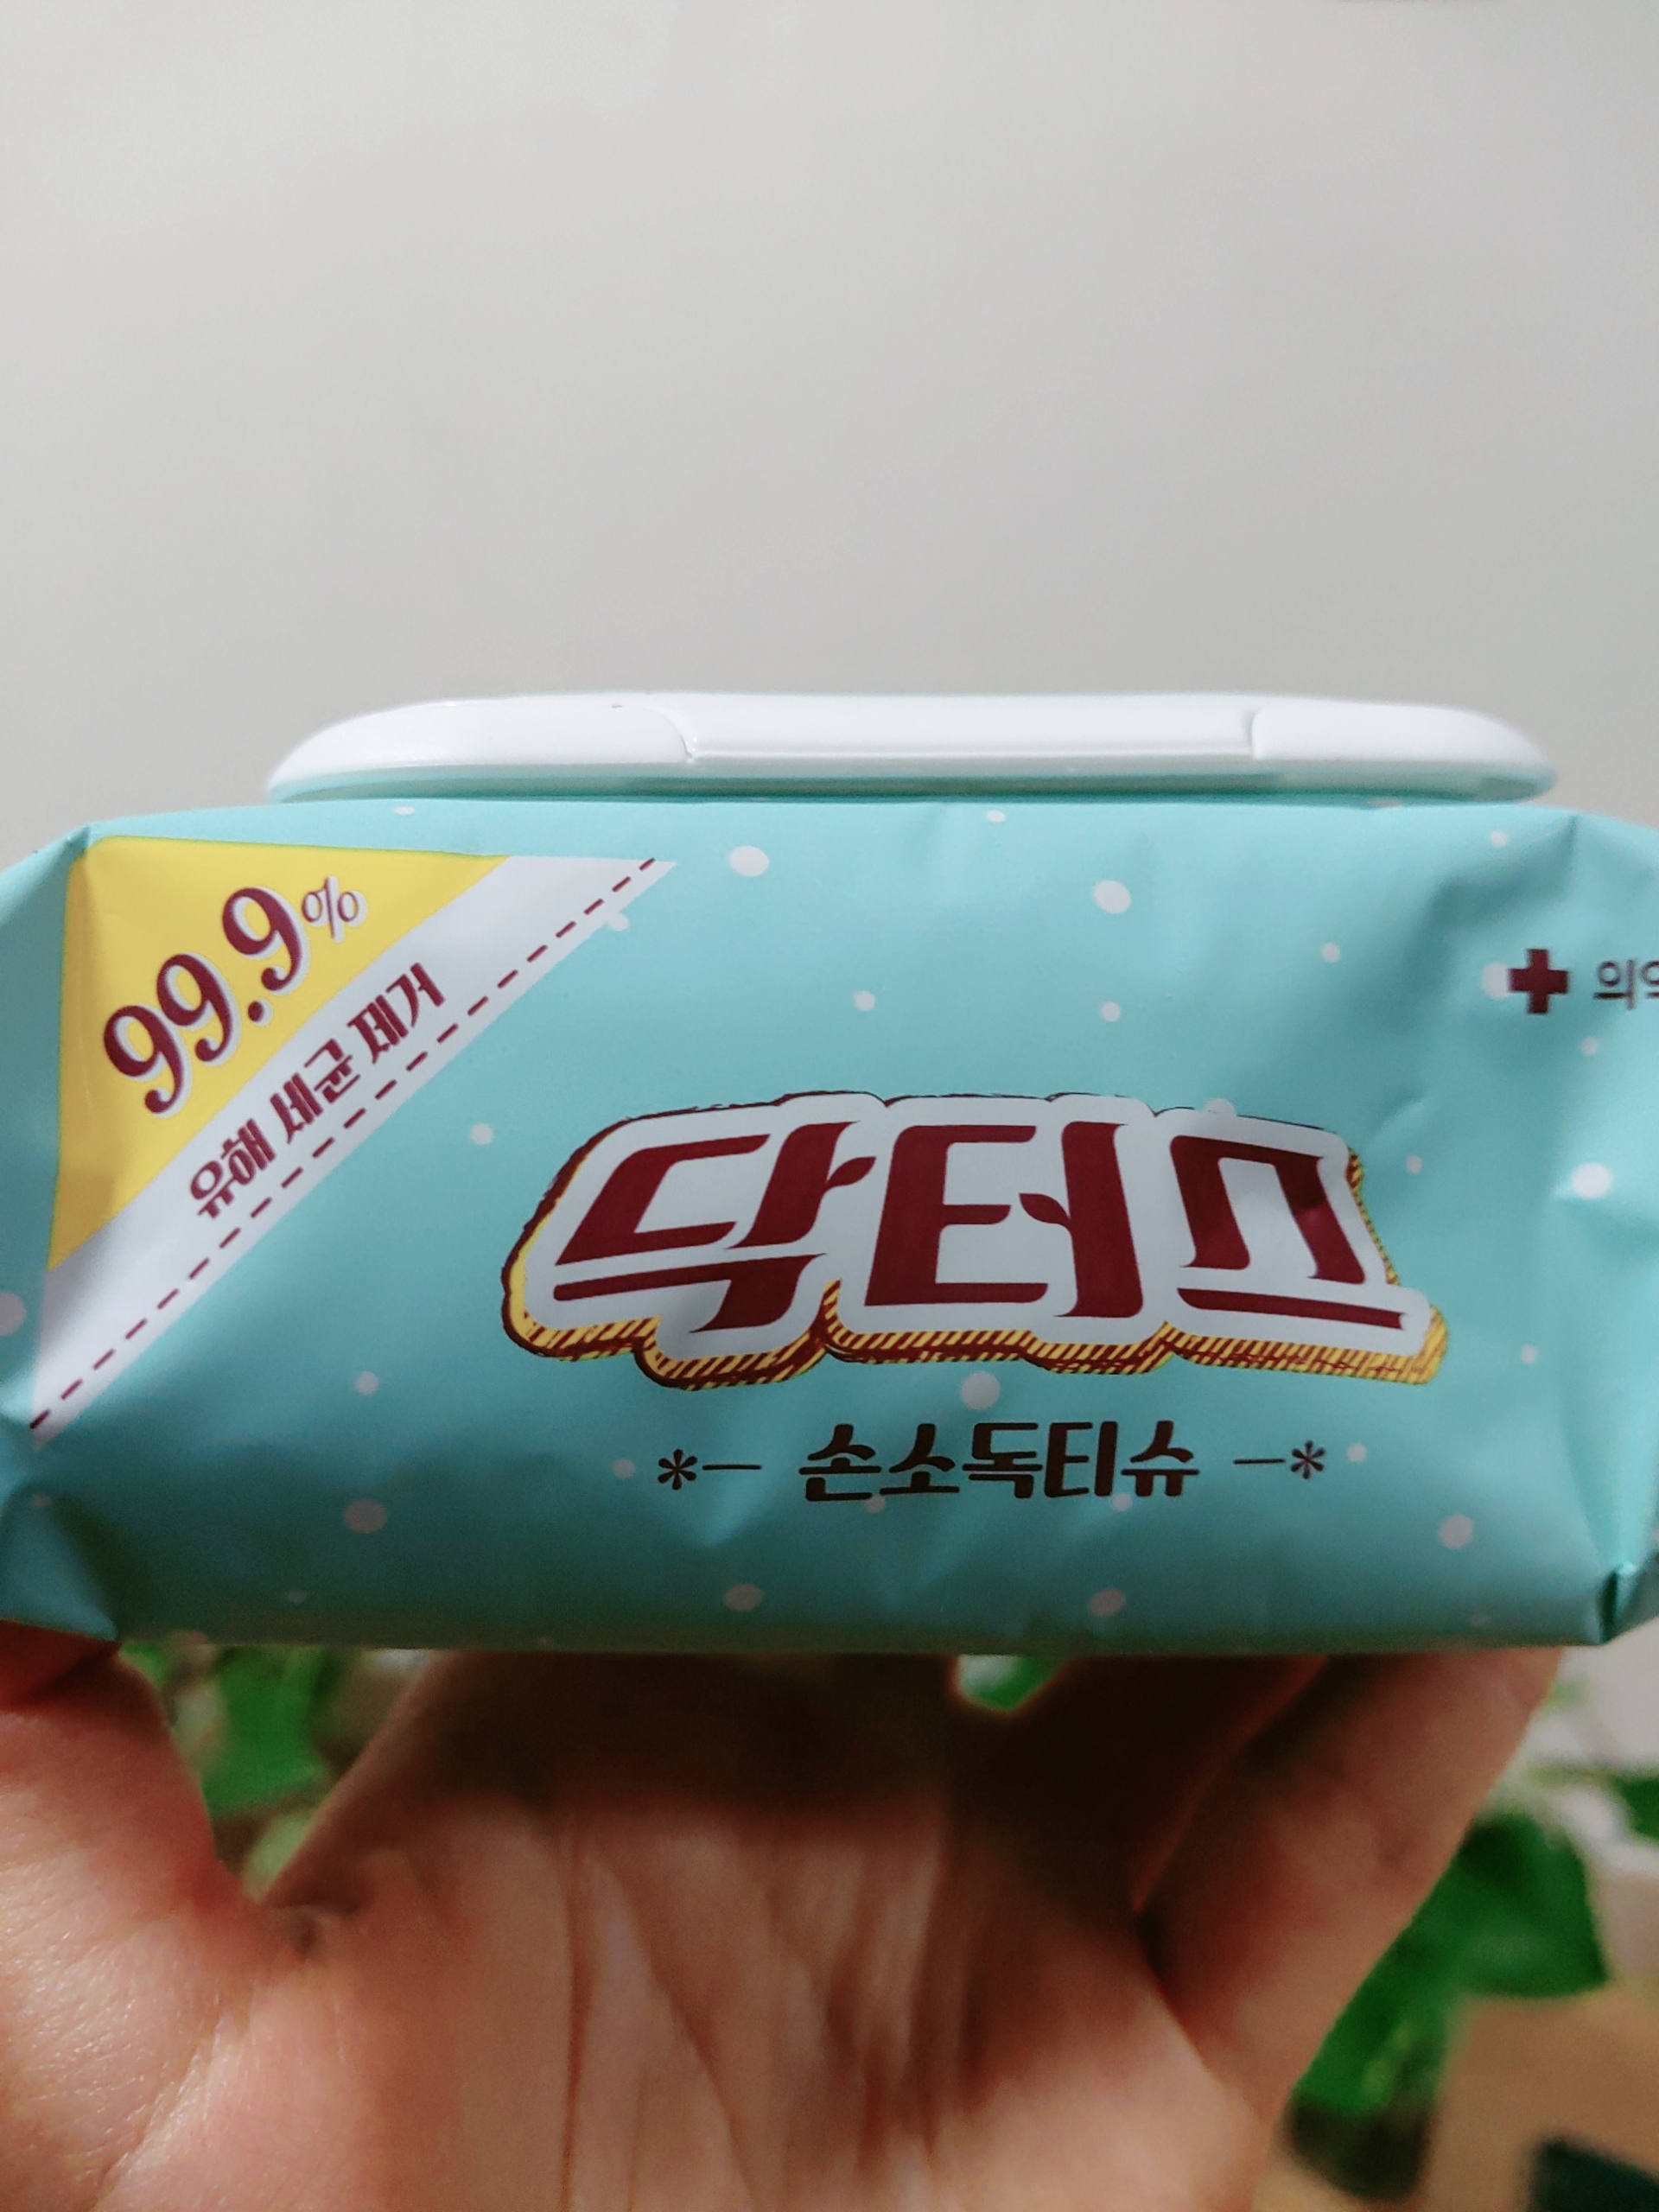 99.9%
유해 세균 제거
닥터스
*— 손소독티슈 —*